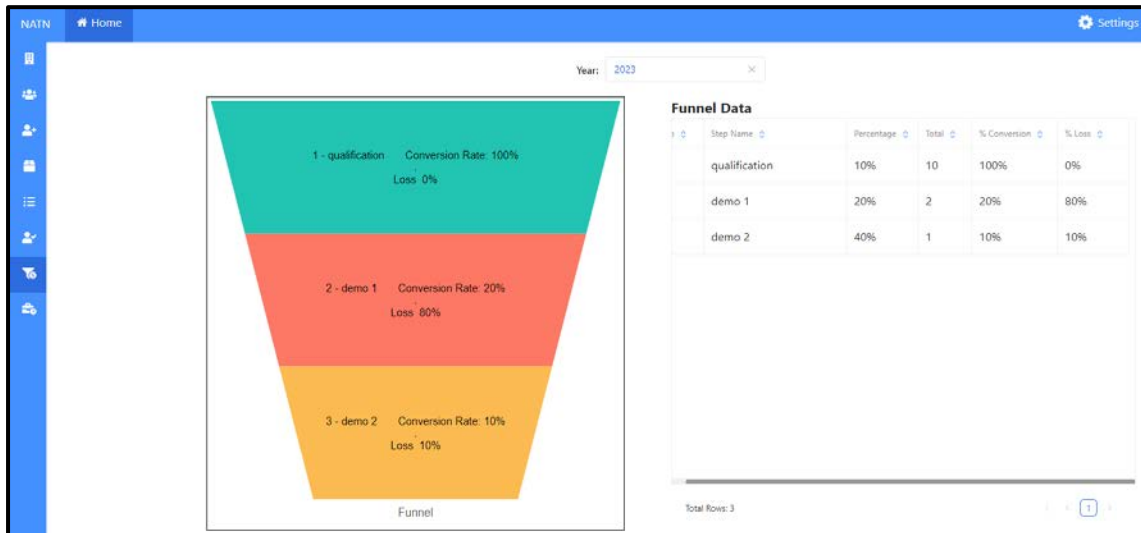 NATN Home Settings
Year: 2023
1 - qualification Conversion Rate: 100%
Loss 0%
2 - demo 1 Conversion Rate: 20%
Loss 80%
3 - demo 2 Conversion Rate: 10%
Loss 10%
Funnel
Funnel Data
Step Name Percentage Total % Conversion % Loss
qualification 10% 10 100% 0%
demo 1 20% 2 20% 80%
demo 2 40% 1 10% 10%
Total Rows: 3 1